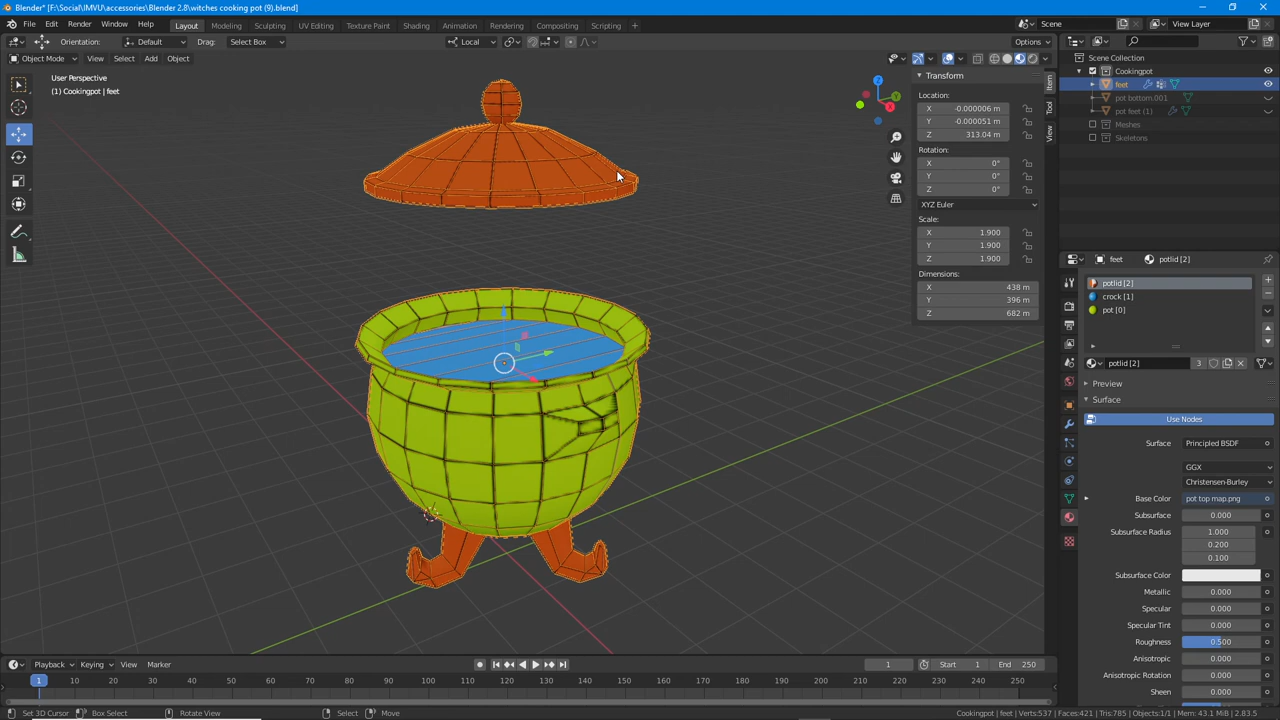 Blender* [F:\Social\IMVU\accessories\Blender 2.8\witches cooking pot (9).blend]
File Edit Render Window Help Layout Modeling Sculpting UV Editing Texture Paint Shading Animation Rendering Compositing Scripting + Scene View Layer
Orientation: Default Drag: Select Box Local Options
Object Mode View Select Add Object
User Perspective
(1) Cookingpot | feet
Transform
Location:
X -0.000006 m
Y -0.000051 m
Z 313.04 m
Rotation:
X 0°
Y 0°
Z 0°
XYZ Euler
Scale:
X 1.900
Y 1.900
Z 1.900
Dimensions:
X 438 m
Y 396 m
Z 682 m
Item
Tool
View
Z
Y
X
Scene Collection
Cookingpot
feet
pot bottom.001
pot feet (1)
Meshes
Skeletons
feet potlid [2]
potlid [2]
crock [1]
pot [0]
potlid [2] 3
Preview
Surface
Use Nodes
Surface Principled BSDF
GGX
Christensen-Burley
Base Color pot top map.png
Subsurface 0.000
Subsurface Radius 1.000
0.200
0.100
Subsurface Color
Metallic 0.000
Specular 0.000
Specular Tint 0.000
Roughness 0.500
Anisotropic 0.000
Anisotropic Rotation 0.000
Sheen 0.000
Playback Keying View Marker 1 Start 1 End 250
1 10 20 30 40 50 60 70 80 90 100 110 120 130 140 150 160 170 180 190 200 210 220 230 240 250
Set 3D Cursor Box Select Rotate View Select Move Cookingpot | feet | Verts:537 | Faces:421 | Tris:785 | Objects:1/1 | Mem: 43.1 MiB | 2.83.5